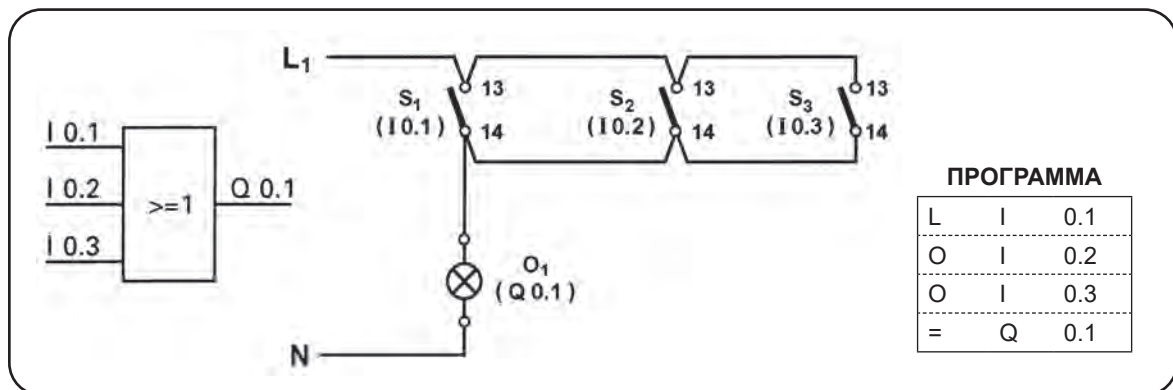 I 0.1
I 0.2
I 0.3
>=1
Q 0.1
L1
S1
(I0.1)
13
14
S2
(I0.2)
13
14
S3
(I0.3)
13
14
O1
(Q0.1)
N
ПРОГРАММА
L I 0.1
O I 0.2
O I 0.3
= Q 0.1